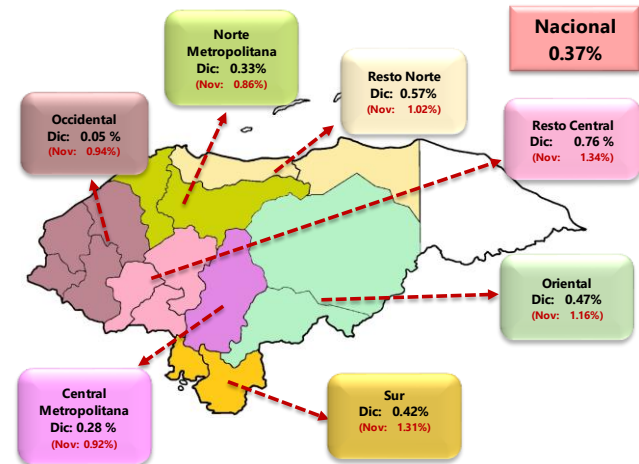 Nacional
0.37%
Norte
Metropolitana
Dic: 0.33%
(Nov: 0.86%)
Resto Norte
Dic: 0.57%
(Nov: 1.02%)
Occidental
Dic: 0.05 %
(Nov: 0.94%)
Resto Central
Dic: 0.76 %
(Nov: 1.34%)
Oriental
Dic: 0.47%
(Nov: 1.16%)
Central
Metropolitana
Dic: 0.28 %
(Nov: 0.92%)
Sur
Dic: 0.42%
(Nov: 1.31%)